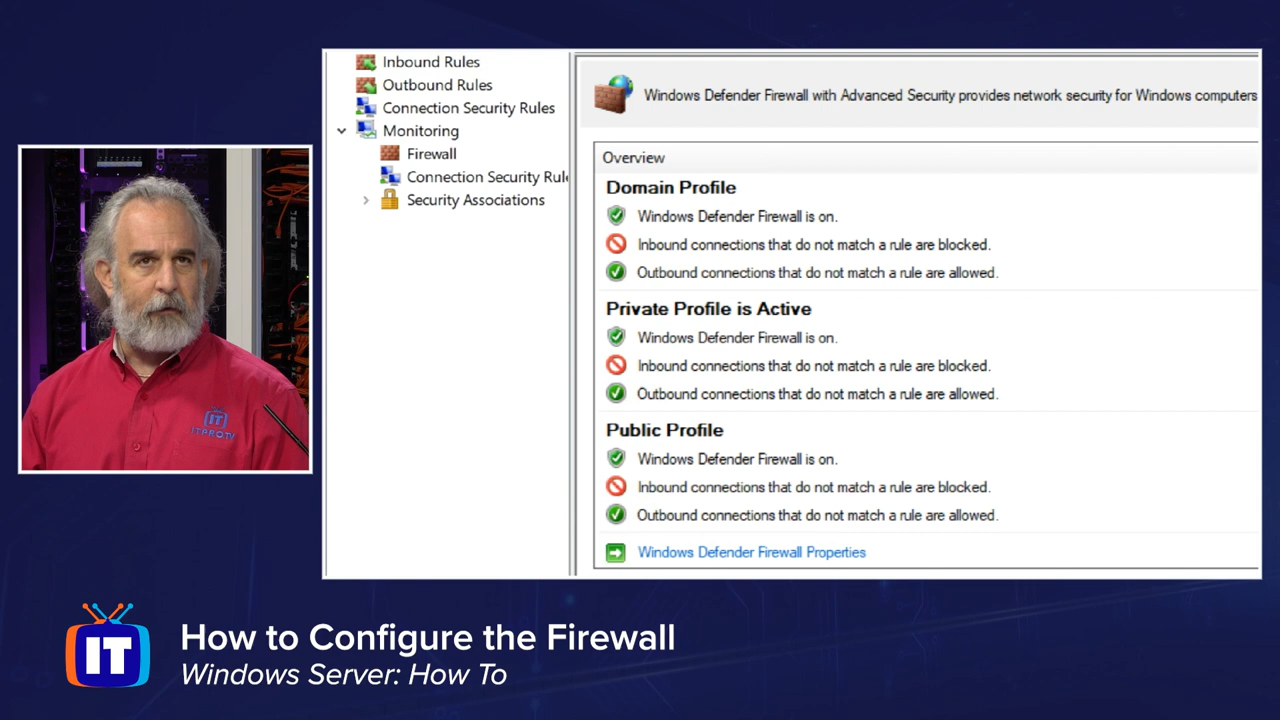 Inbound Rules
Outbound Rules
Connection Security Rules
Monitoring
Firewall
Connection Security Rul
Security Associations
Windows Defender Firewall with Advanced Security provides network security for Windows computers
Overview
Domain Profile
Windows Defender Firewall is on.
Inbound connections that do not match a rule are blocked.
Outbound connections that do not match a rule are allowed.
Private Profile is Active
Windows Defender Firewall is on.
Inbound connections that do not match a rule are blocked.
Outbound connections that do not match a rule are allowed.
Public Profile
Windows Defender Firewall is on.
Inbound connections that do not match a rule are blocked.
Outbound connections that do not match a rule are allowed.
Windows Defender Firewall Properties
IT
ITPROTV
IT
How to Configure the Firewall
Windows Server: How To